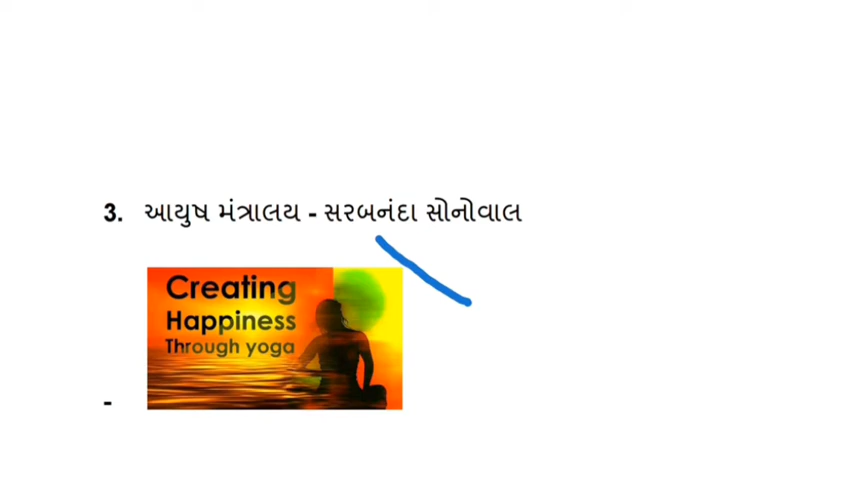 3. આયુષ મંત્રાલય - સરબનંદા સોનોવાલ
Creating
Happiness
Through yoga
-